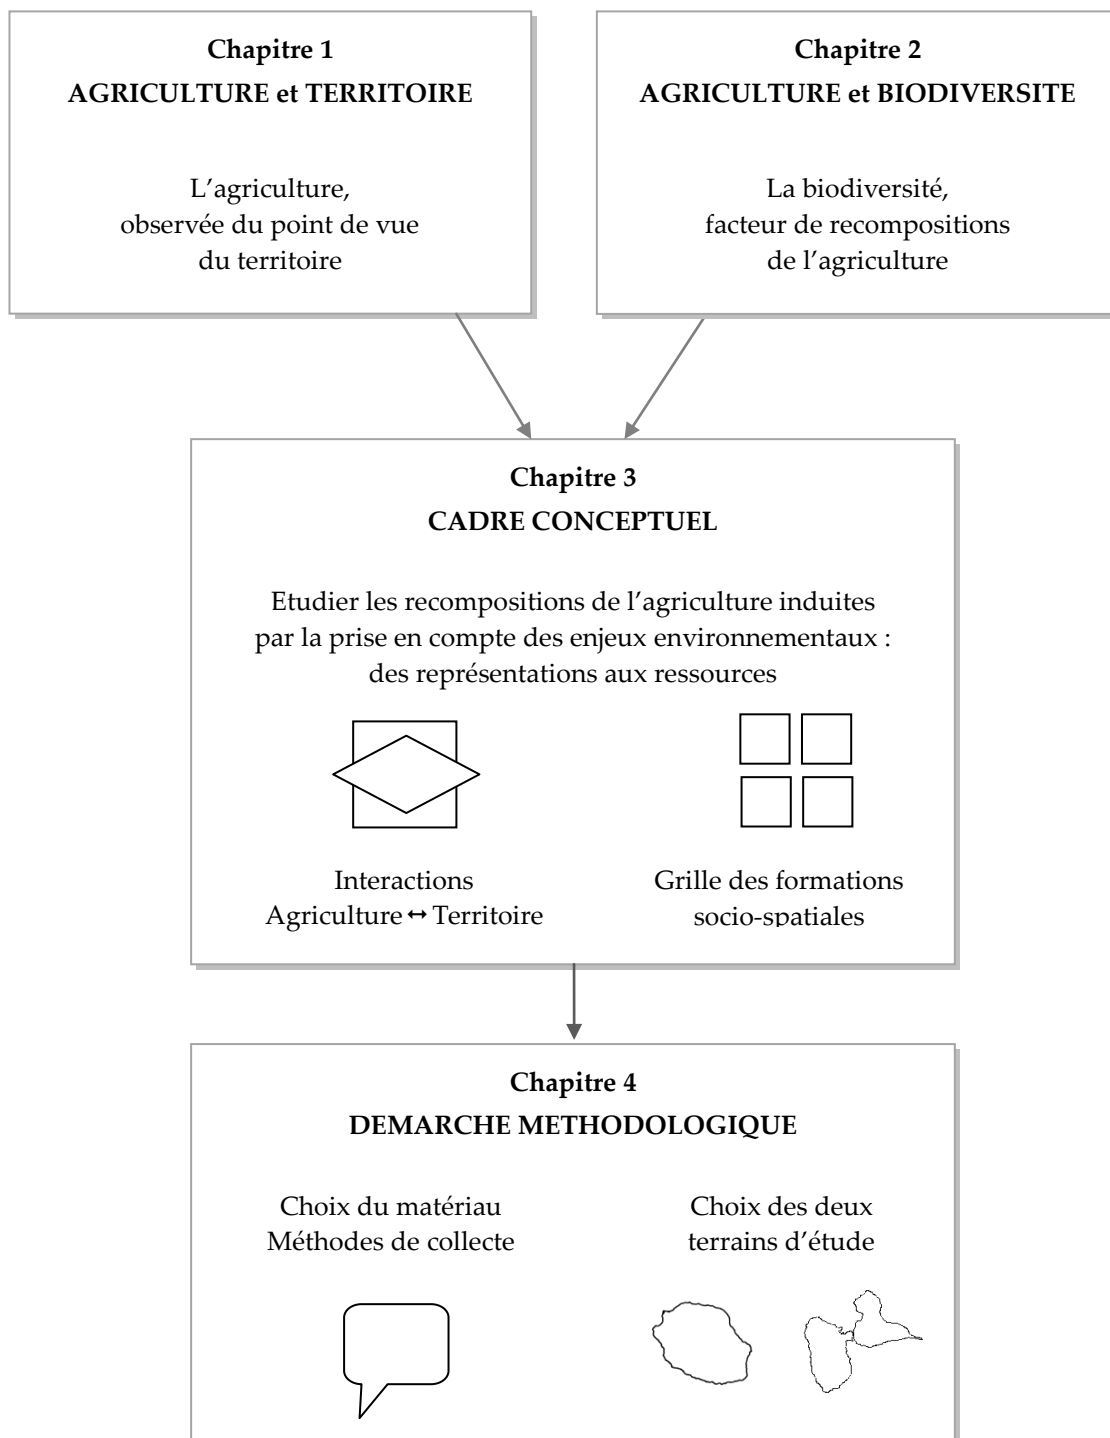 Chapitre 1
AGRICULTURE et TERRITOIRE
L’agriculture,
observée du point de vue
du territoire
Chapitre 2
AGRICULTURE et BIODIVERSITE
La biodiversité,
facteur de recompositions
de l’agriculture
Chapitre 3
CADRE CONCEPTUEL
Etudier les recompositions de l’agriculture induites
par la prise en compte des enjeux environnementaux :
des représentations aux ressources
Interactions
Agriculture ↔ Territoire
Grille des formations
socio-spatiales
Chapitre 4
DEMARCHE METHODOLOGIQUE
Choix du matériau
Méthodes de collecte
Choix des deux
terrains d’étude